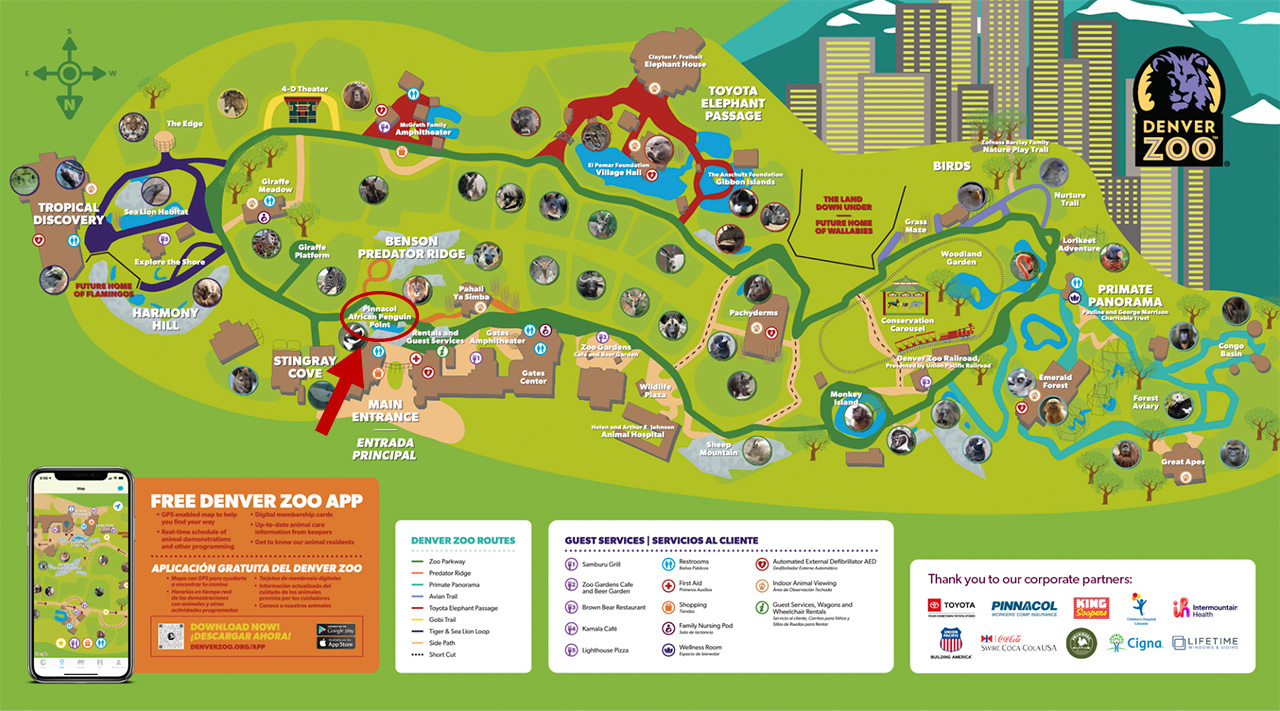 S
E
W
N
4-D Theater
The Edge
McGrath Family
Amphitheater
Clayton F. Freiheit
Elephant House
TOYOTA
ELEPHANT
PASSAGE
El Pomar Foundation
Village Hall
The Anschutz Foundation
Gibbon Islands
Zofness Barclay Family
Nature Play Trail
BIRDS
Nurture
Trail
DENVER
ZOO
TROPICAL
DISCOVERY
Sea Lion Habitat
Explore the Shore
FUTURE HOME
OF FLAMINGOS
HARMONY
HILL
Giraffe
Meadow
Giraffe
Platform
BENSON
PREDATOR RIDGE
Pahali
Ya Simba
Pinnacol
African Penguin
Point
Rentals and
Guest Services
Gates
Amphitheater
Gates
Center
STINGRAY
COVE
MAIN
ENTRANCE
ENTRADA
PRINCIPAL
Zoo Gardens
Cafe and Beer Garden
Wildlife
Plaza
Helen and Arthur E. Johnson
Animal Hospital
Sheep
Mountain
Pachyderms
THE LAND
DOWN UNDER
FUTURE HOME
OF WALLABIES
Grass
Maze
Woodland
Garden
Conservation
Carousel
Denver Zoo Railroad,
Presented by Union Pacific Railroad
Monkey
Island
Lorikeet
Adventure
PRIMATE
PANORAMA
Pauline and George Morrison
Charitable Trust
Congo
Basin
Emerald
Forest
Forest
Aviary
Great Apes
Map
FREE DENVER ZOO APP
• GPS enabled map to help
you find your way
• Real-time schedule of
animal demonstrations
and other programming
• Digital membership cards
• Up-to-date animal care
information from keepers
• Get to know our animal residents
APLICACIÓN GRATUITA DEL DENVER ZOO
• Mapa con GPS para ayudarlo
a encontrar tu camino
• Horarios en tiempo real
de las demostraciones
con animales y otras
actividades programadas
• Tarjetas de membresía digitales
• Información actualizada del
cuidado de los animales
provista por los cuidadores
• Conoce a nuestros animales
DOWNLOAD NOW!
¡DESCARGAR AHORA!
DENVERZOO.ORG/APP
Google play
App Store
DENVER ZOO ROUTES
Zoo Parkway
Predator Ridge
Primate Panorama
Avian Trail
Toyota Elephant Passage
Gobi Trail
Tiger & Sea Lion Loop
Side Path
Short Cut
GUEST SERVICES | SERVICIOS AL CLIENTE
Samburu Grill
Zoo Gardens Cafe
and Beer Garden
Brown Bear Restaurant
Kamala Café
Lighthouse Pizza
Restrooms
Baños Públicos
First Aid
Primeros Auxilios
Shopping
Tiendas
Family Nursing Pod
Sala de lactancia
Wellness Room
Espacio de bienestar
Automated External Defibrillator AED
Desfibrilador Externo Automático
Indoor Animal Viewing
Área de Observación Techada
Guest Services, Wagons and
Wheelchair Rentals
Servicio al cliente, Carritos para Niños y
Sillas de Ruedas para Rentar
Thank you to our corporate partners:
TOYOTA
PINNACOL
WORKERS COMP INSURANCE
KING
Soopers
Children's Hospital
Colorado
Intermountain
Health
UNION
PACIFIC
BUILDING AMERICA
Coca-Cola
SWIRE COCA-COLA, USA
Cigna
LIFETIME
WINDOWS & SIDING